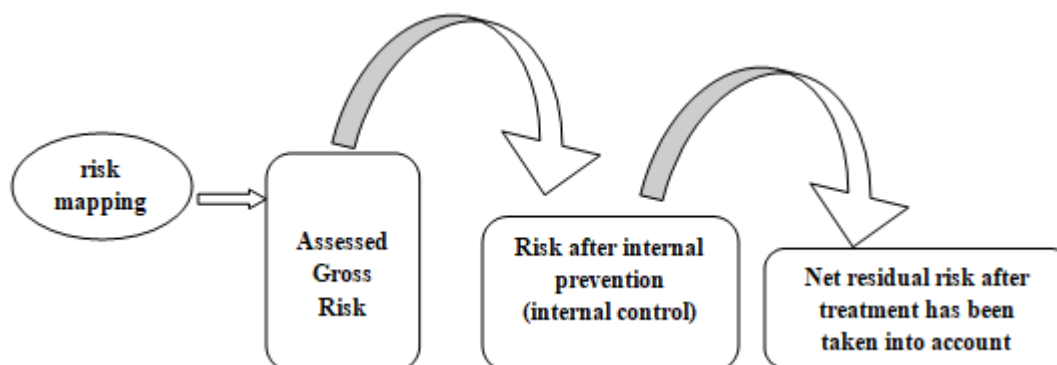 risk
mapping
Assessed
Gross
Risk
Risk after internal
prevention
(internal control)
Net residual risk after
treatment has been
taken into account